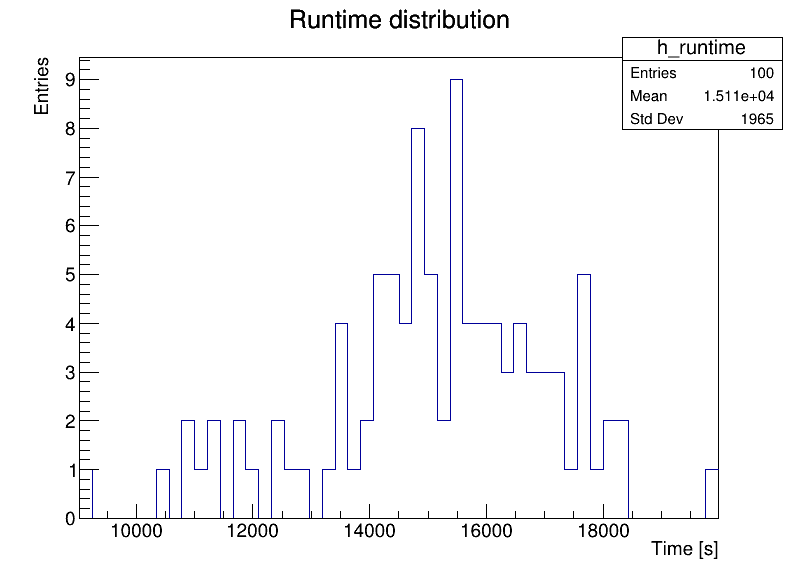 Runtime distribution
h_runtime
Entries 100
Mean 1.511e+04
Std Dev 1965
Entries
9
8
7
6
5
4
3
2
1
0
10000 12000 14000 16000 18000
Time [s]